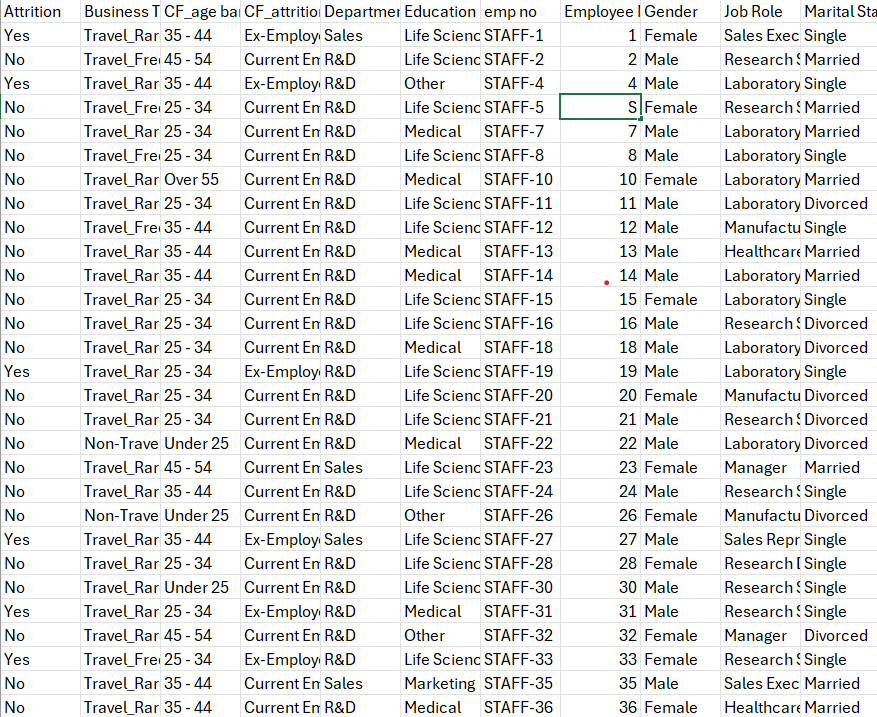 Attrition Business T CF_age ban CF_attritio Departmen Education emp no Employee N Gender Job Role Marital Sta
Yes Travel_Rar 35 - 44 Ex-Employe Sales Life Scienc STAFF-1 1 Female Sales Exec Single
No Travel_Fre 45 - 54 Current Em R&D Life Scienc STAFF-2 2 Male Research S Married
Yes Travel_Rar 35 - 44 Ex-Employe R&D Other STAFF-4 4 Male Laboratory Single
No Travel_Fre 25 - 34 Current Em R&D Life Scienc STAFF-5 S Female Research S Married
No Travel_Rar 25 - 34 Current Em R&D Medical STAFF-7 7 Male Laboratory Married
No Travel_Fre 25 - 34 Current Em R&D Life Scienc STAFF-8 8 Male Laboratory Single
No Travel_Rar Over 55 Current Em R&D Medical STAFF-10 10 Female Laboratory Married
No Travel_Rar 25 - 34 Current Em R&D Life Scienc STAFF-11 11 Male Laboratory Divorced
No Travel_Fre 35 - 44 Current Em R&D Life Scienc STAFF-12 12 Male Manufactu Single
No Travel_Rar 35 - 44 Current Em R&D Medical STAFF-13 13 Male Healthcare Married
No Travel_Rar 35 - 44 Current Em R&D Medical STAFF-14 14 Male Laboratory Married
No Travel_Rar 25 - 34 Current Em R&D Life Scienc STAFF-15 15 Female Laboratory Single
No Travel_Rar 25 - 34 Current Em R&D Life Scienc STAFF-16 16 Male Research S Divorced
No Travel_Rar 25 - 34 Current Em R&D Medical STAFF-18 18 Male Laboratory Divorced
Yes Travel_Rar 25 - 34 Ex-Employe R&D Life Scienc STAFF-19 19 Male Laboratory Single
No Travel_Rar 25 - 34 Current Em R&D Life Scienc STAFF-20 20 Female Manufactu Divorced
No Travel_Rar 25 - 34 Current Em R&D Life Scienc STAFF-21 21 Male Research S Divorced
No Non-Trave Under 25 Current Em R&D Medical STAFF-22 22 Male Laboratory Divorced
No Travel_Rar 45 - 54 Current Em Sales Life Scienc STAFF-23 23 Female Manager Married
No Travel_Rar 35 - 44 Current Em R&D Life Scienc STAFF-24 24 Male Research S Single
No Non-Trave Under 25 Current Em R&D Other STAFF-26 26 Female Manufactu Divorced
Yes Travel_Rar 35 - 44 Ex-Employe Sales Life Scienc STAFF-27 27 Male Sales Repr Single
No Travel_Rar 25 - 34 Current Em R&D Life Scienc STAFF-28 28 Female Research D Single
No Travel_Rar Under 25 Current Em R&D Life Scienc STAFF-30 30 Male Research S Single
Yes Travel_Rar 25 - 34 Ex-Employe R&D Medical STAFF-31 31 Male Research S Single
No Travel_Rar 45 - 54 Current Em R&D Other STAFF-32 32 Female Manager Divorced
Yes Travel_Fre 25 - 34 Ex-Employe R&D Life Scienc STAFF-33 33 Female Research S Single
No Travel_Rar 35 - 44 Current Em Sales Marketing STAFF-35 35 Male Sales Exec Married
No Travel_Rar 35 - 44 Current Em R&D Medical STAFF-36 36 Female Healthcare Married